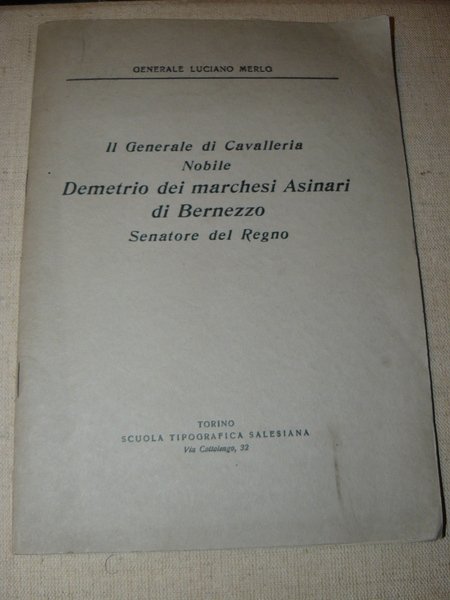 GENERALE LUCIANO MERLO
Il Generale di Cavalleria
Nobile
Demetrio dei marchesi Asinari
di Bernezzo
Senatore del Regno
TORINO
SCUOLA TIPOGRAFICA SALESIANA
Via Cottolengo, 32